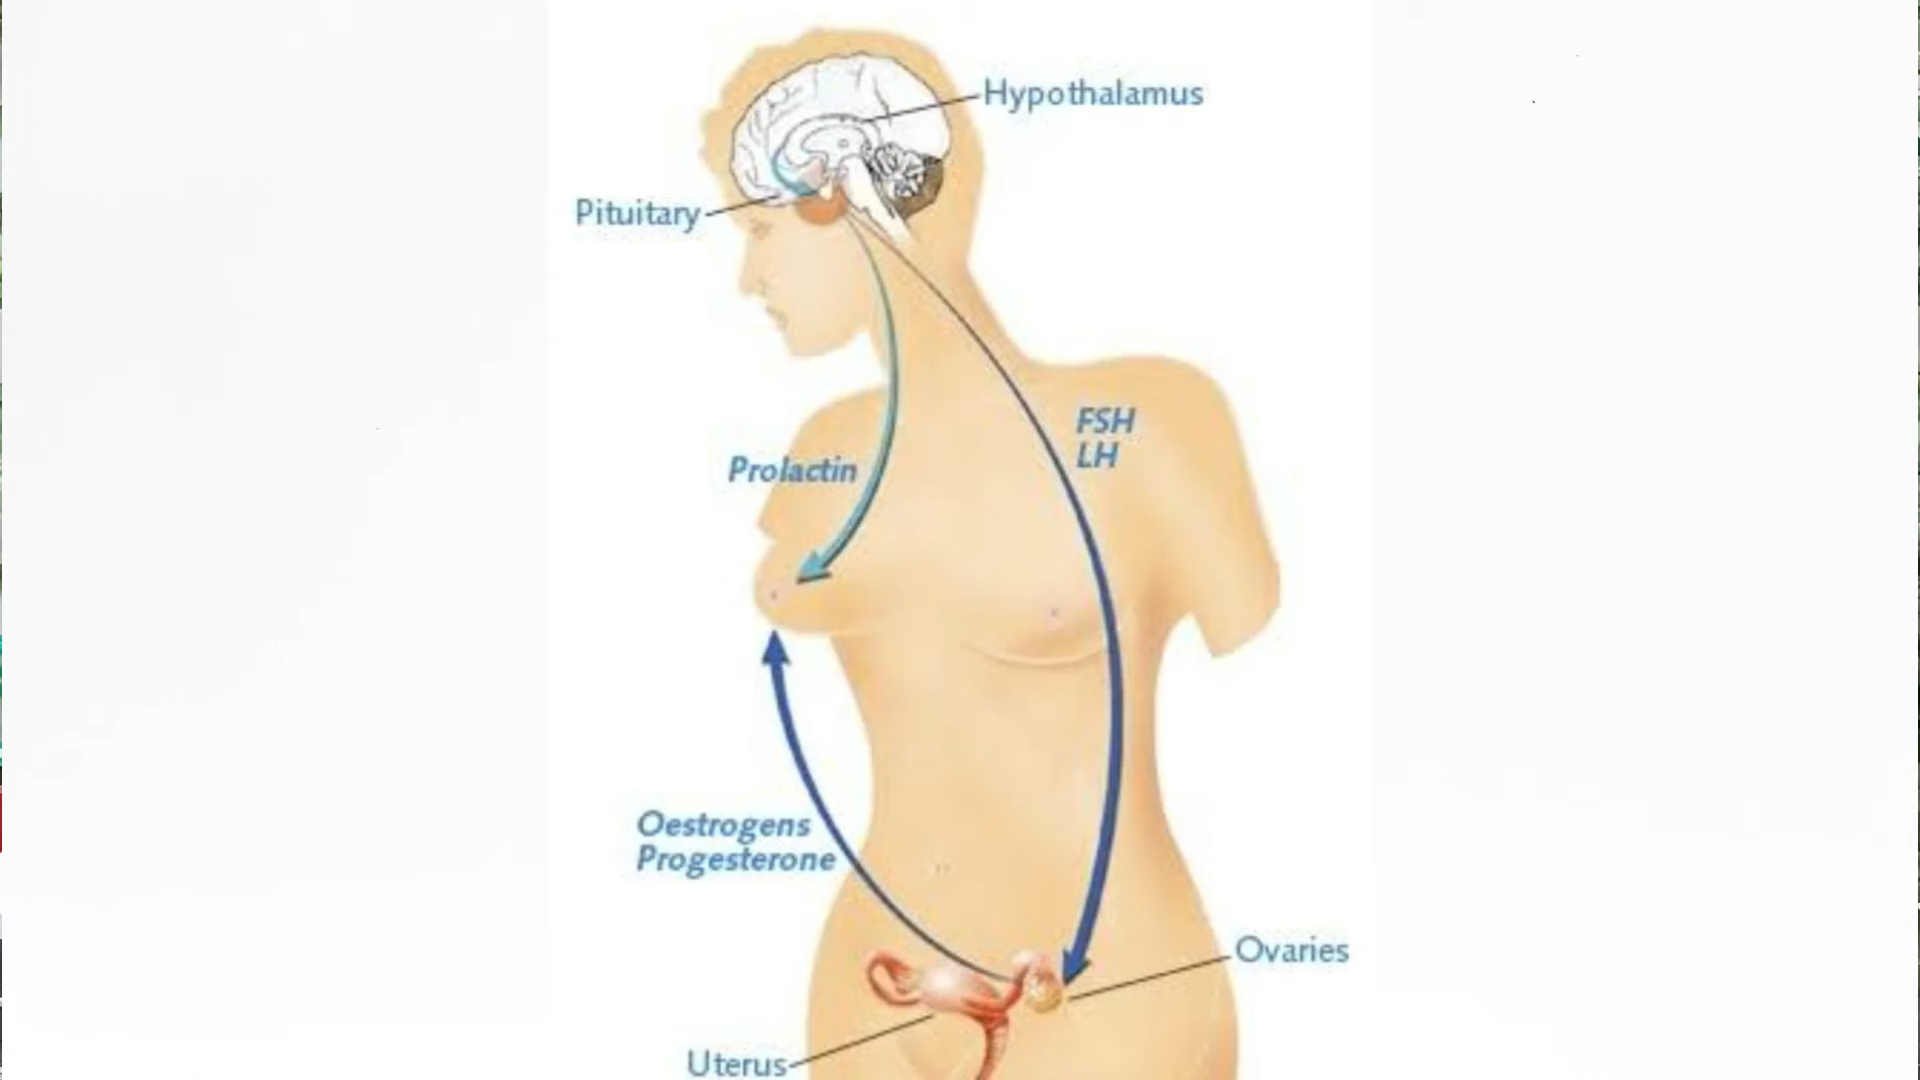 Hypothalamus
Pituitary
FSH
LH
Prolactin
Oestrogens
Progesterone
Ovaries
Uterus